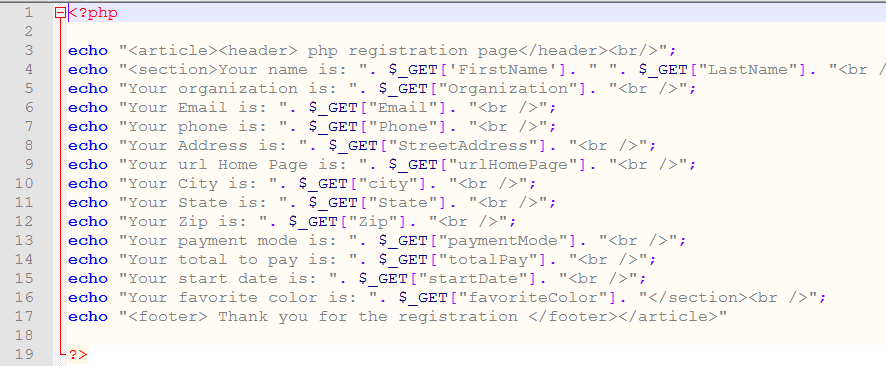 1 <?php
2
3 echo "<article><header> php registration page</header><br/>";
4 echo "<section>Your name is: ". $_GET['FirstName']. " ". $_GET["LastName"]. "<br /
5 echo "Your organization is: ". $_GET["Organization"]. "<br />";
6 echo "Your Email is: ". $_GET["Email"]. "<br />";
7 echo "Your phone is: ". $_GET["Phone"]. "<br />";
8 echo "Your Address is: ". $_GET["StreetAddress"]. "<br />";
9 echo "Your url Home Page is: ". $_GET["urlHomePage"]. "<br />";
10 echo "Your City is: ". $_GET["city"]. "<br />";
11 echo "Your State is: ". $_GET["State"]. "<br />";
12 echo "Your Zip is: ". $_GET["Zip"]. "<br />";
13 echo "Your payment mode is: ". $_GET["paymentMode"]. "<br />";
14 echo "Your total to pay is: ". $_GET["totalPay"]. "<br />";
15 echo "Your start date is: ". $_GET["startDate"]. "<br />";
16 echo "Your favorite color is: ". $_GET["favoriteColor"]. "</section><br />";
17 echo "<footer> Thank you for the registration </footer></article>"
18
19 ?>